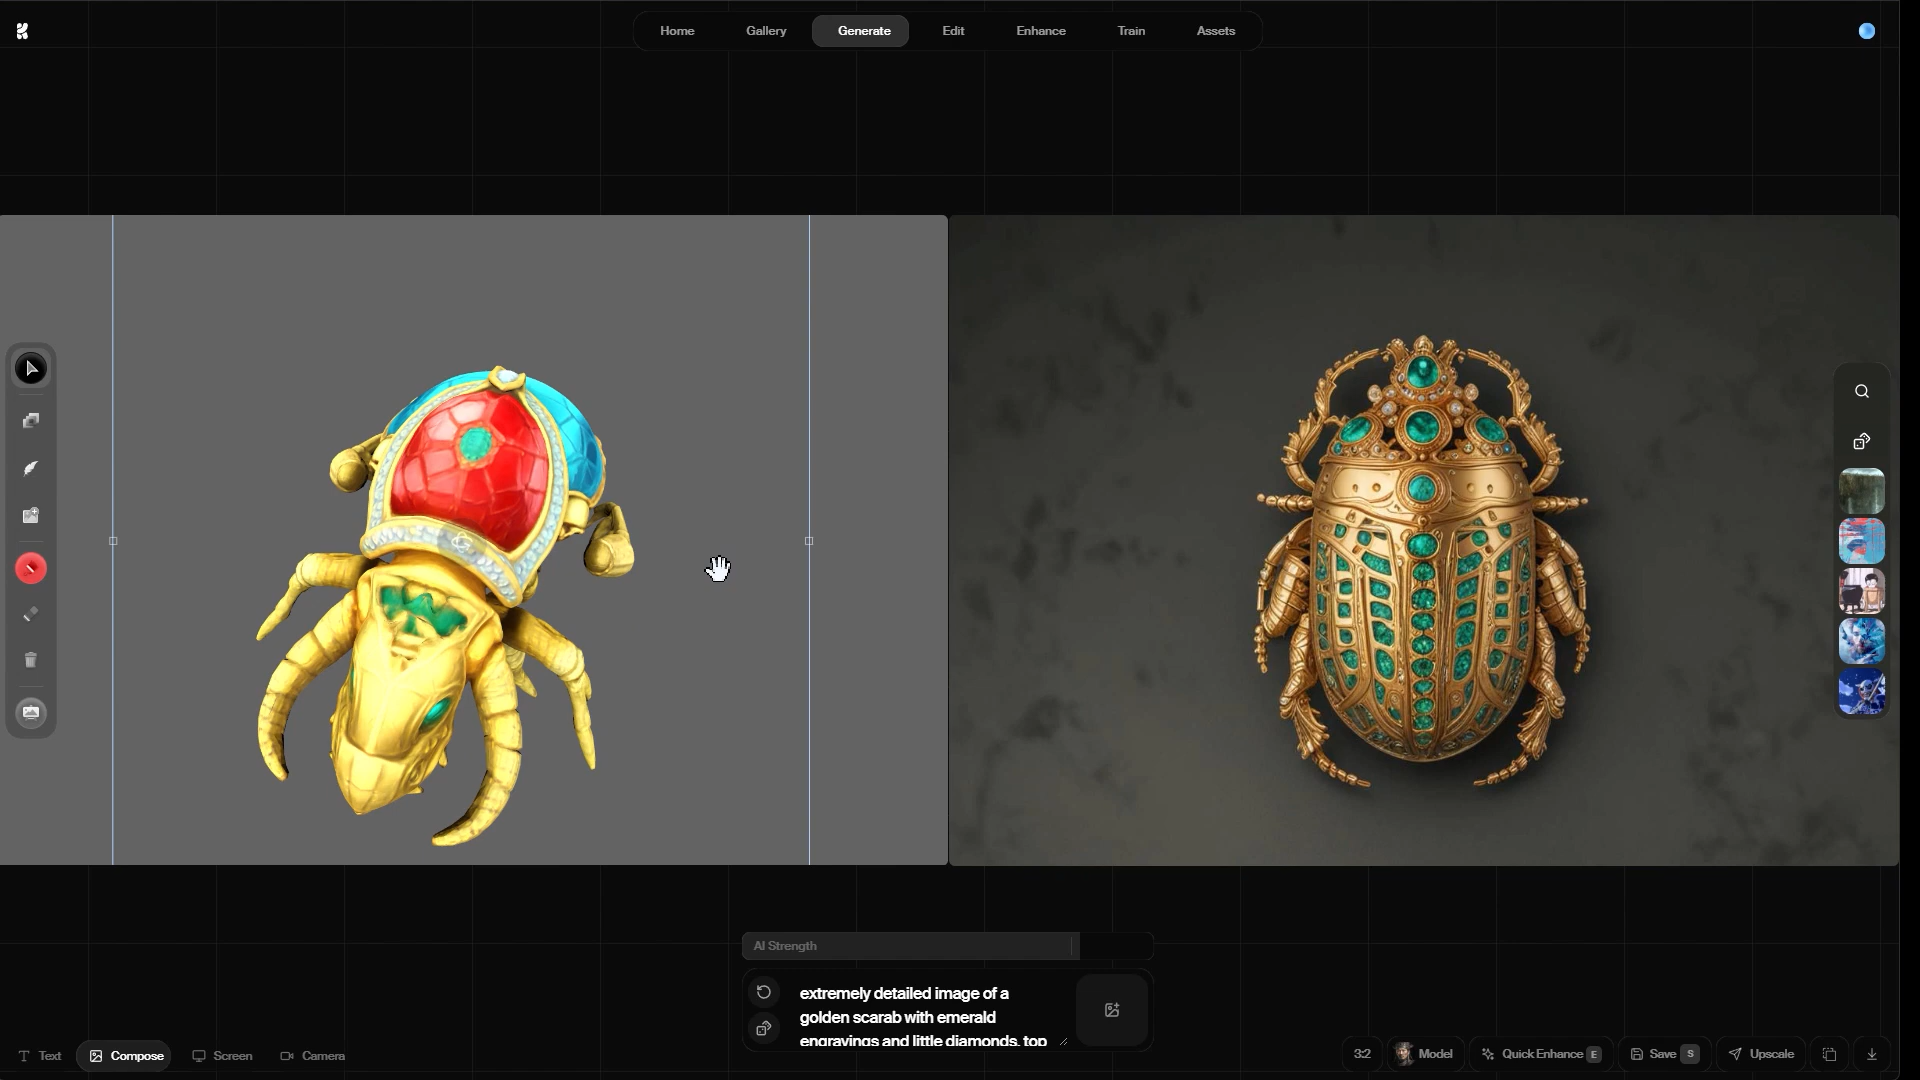 Home
Gallery
Generate
Edit
Enhance
Train
Assets
AI Strength
extremely detailed image of a
golden scarab with emerald
engravings and little diamonds, top
Text
Compose
Screen
Camera
3:2
Model
Quick Enhance E
Save S
Upscale